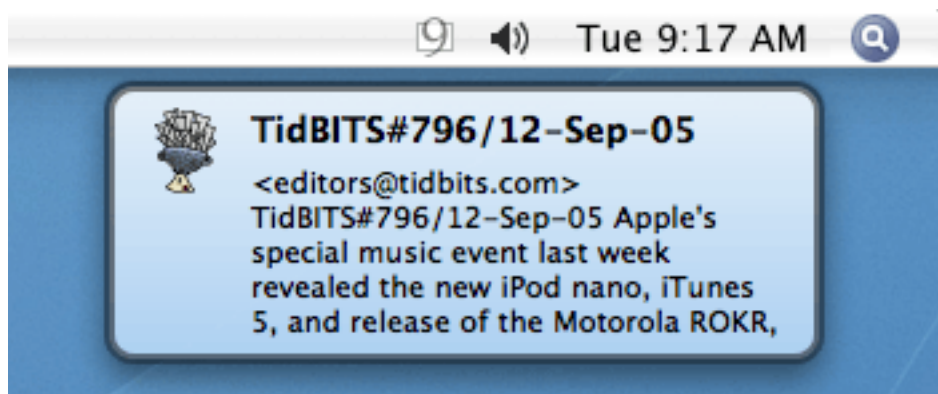 9 Tue 9:17 AM
TidBITS#796/12-Sep-05
<editors@tidbits.com>
TidBITS#796/12-Sep-05 Apple's
special music event last week
revealed the new iPod nano, iTunes
5, and release of the Motorola ROKR,